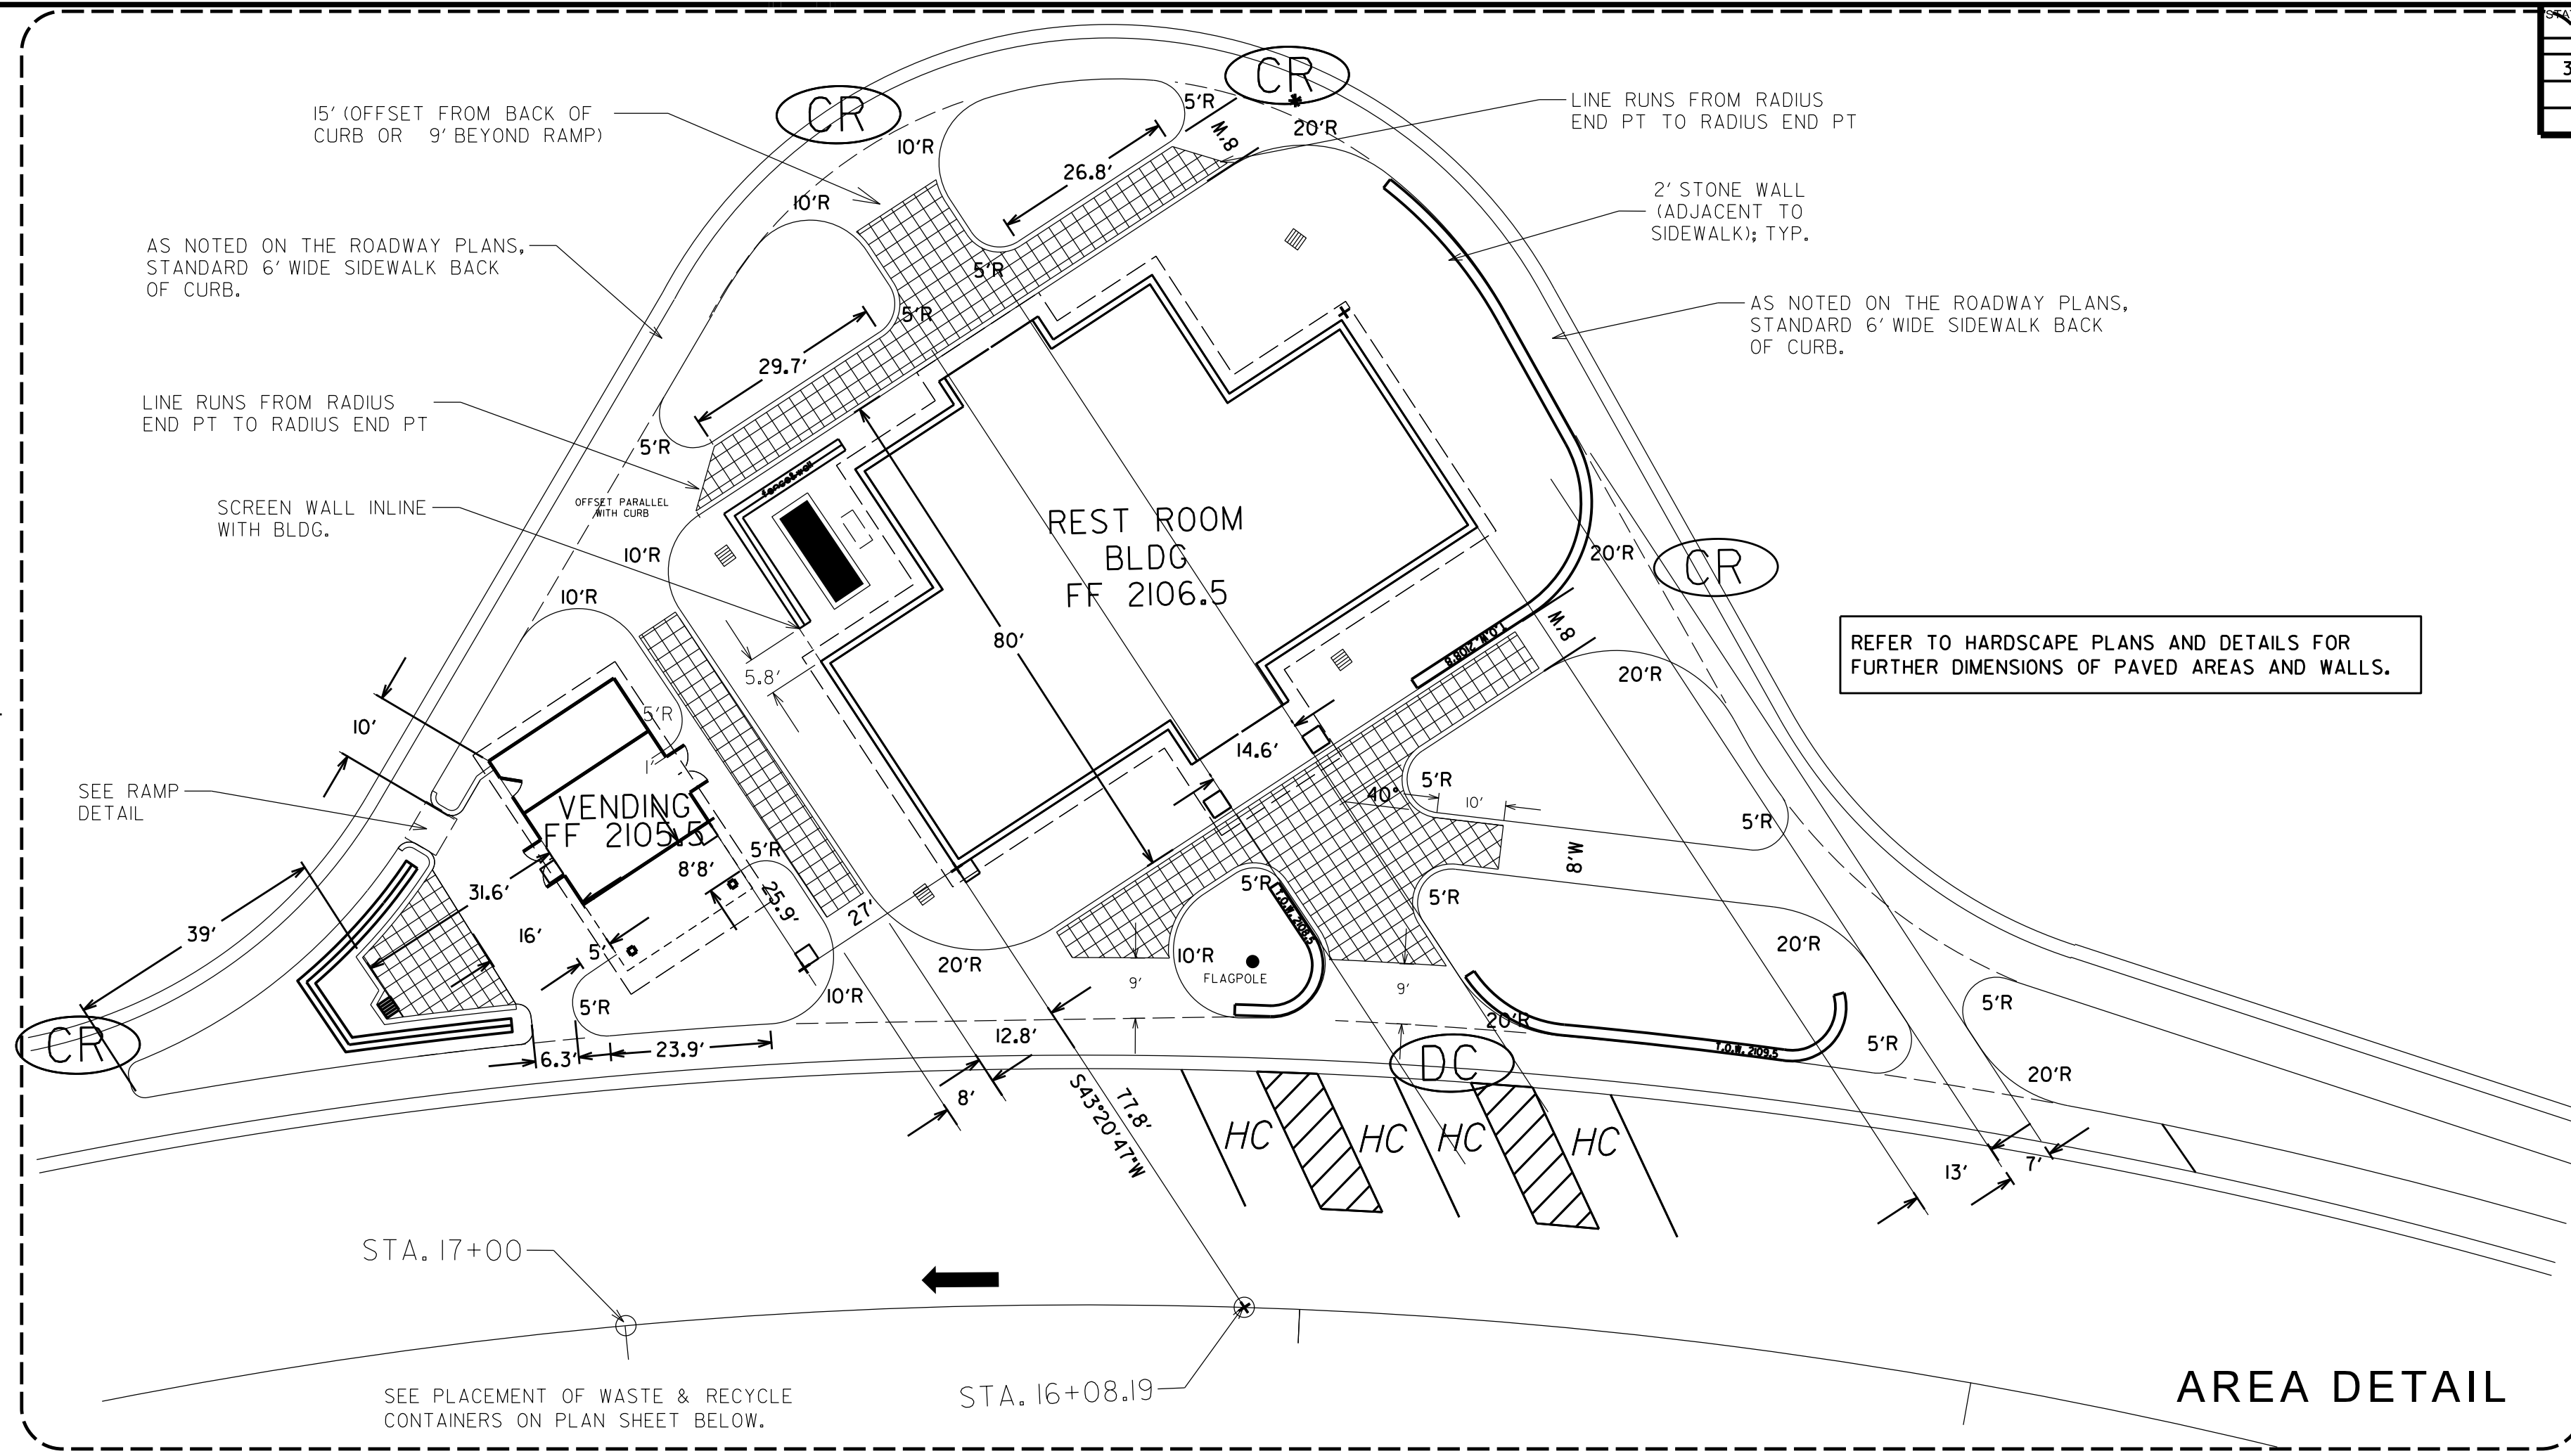 STA
3
CR
CR
15' (OFFSET FROM BACK OF
CURB OR 9' BEYOND RAMP)
LINE RUNS FROM RADIUS
END PT TO RADIUS END PT
5'R
8'W
20'R
10'R
26.8'
10'R
2' STONE WALL
(ADJACENT TO
SIDEWALK); TYP.
AS NOTED ON THE ROADWAY PLANS,
STANDARD 6' WIDE SIDEWALK BACK
OF CURB.
5'R
5'R
AS NOTED ON THE ROADWAY PLANS,
STANDARD 6' WIDE SIDEWALK BACK
OF CURB.
29.7'
LINE RUNS FROM RADIUS
END PT TO RADIUS END PT
5'R
OFFSET PARALLEL
WITH CURB
SCREEN WALL INLINE
WITH BLDG.
REST ROOM
BLDG
FF 2106.5
10'R
20'R
CR
10'R
8'W
T.O.W. 2108.8
80'
5.8'
20'R
REFER TO HARDSCAPE PLANS AND DETAILS FOR
FURTHER DIMENSIONS OF PAVED AREAS AND WALLS.
10'
5'R
1'
14.6'
SEE RAMP
DETAIL
VENDING
FF 2105.5
5'R
40°
10'
5'R
8'W
5'R
8'8'
25.9'
27'
31.6'
39'
16'
5'
5'R
T.O.W. 2108.5
5'R
20'R
10'R
FLAGPOLE
20'R
9'
9'
5'R
10'R
5'R
20'R
T.O.W. 2109.5
5'R
20'R
CR
6.3'
23.9'
12.8'
8'
DC
77.8'
S43°20'47"W
HC
HC
HC
HC
13'
7'
STA. 17+00
SEE PLACEMENT OF WASTE & RECYCLE
CONTAINERS ON PLAN SHEET BELOW.
STA. 16+08.19
AREA DETAIL